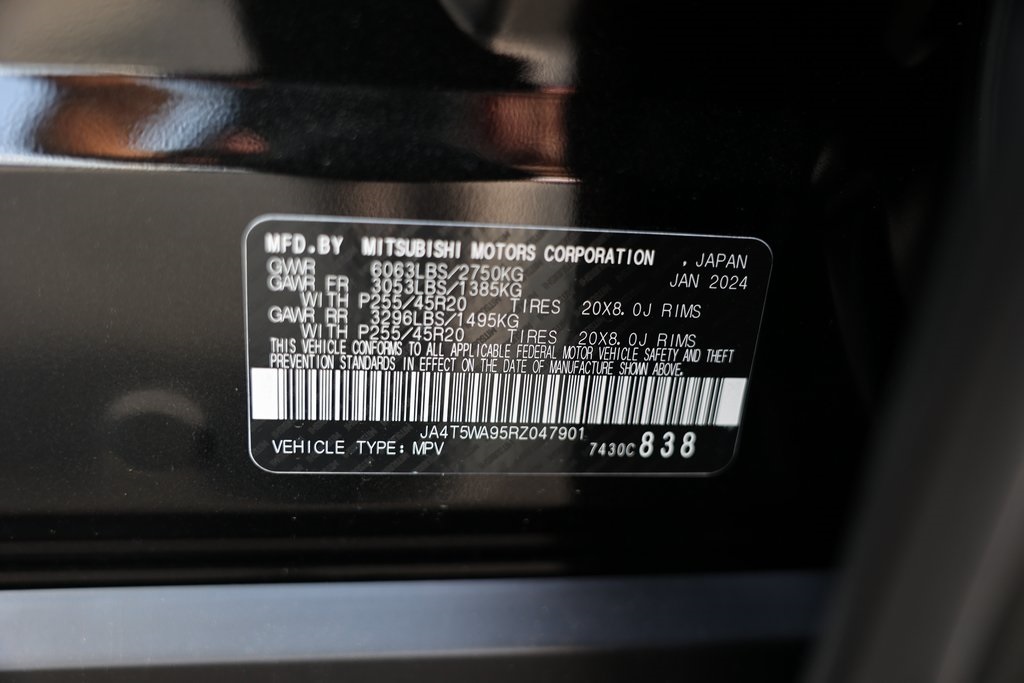 MFD.BY MITSUBISHI MOTORS CORPORATION , JAPAN
GVWR 6063LBS/2750KG JAN 2024
GAWR FR 3053LBS/1385KG
WITH P255/45R20 TIRES 20X8.0J RIMS
GAWR RR 3296LBS/1495KG
WITH P255/45R20 TIRES 20X8.0J RIMS
THIS VEHICLE CONFORMS TO ALL APPLICABLE FEDERAL MOTOR VEHICLE SAFETY AND THEFT
PREVENTION STANDARDS IN EFFECT ON THE DATE OF MANUFACTURE SHOWN ABOVE.
JA4T5WA95RZ047901
VEHICLE TYPE: MPV 7430C 838